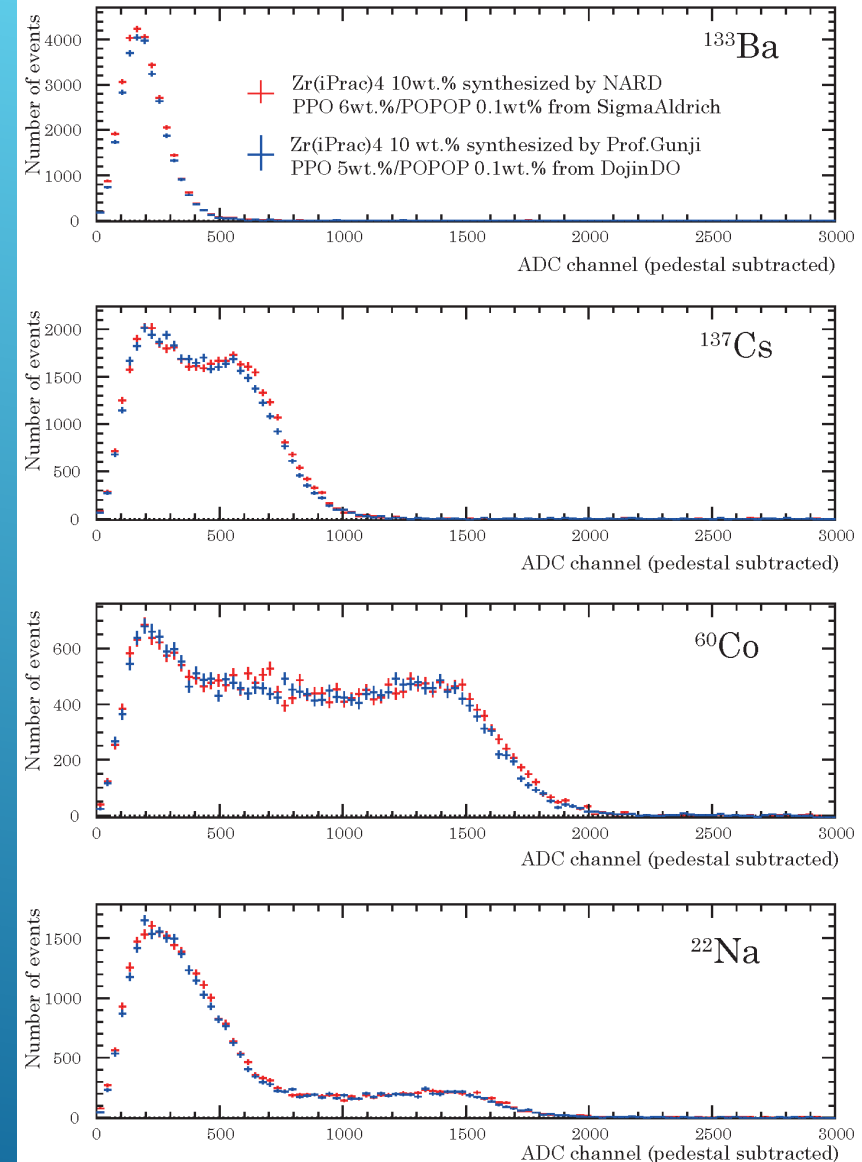 Number of events
4000
3000
2000
1000
0
¹³³Ba
Zr(iPrac)4 10wt.% synthesized by NARD
PPO 6wt.%/POPOP 0.1wt% from SigmaAldrich
Zr(iPrac)4 10 wt.% synthesized by Prof.Gunji
PPO 5wt.%/POPOP 0.1wt.% from DojinDO
0 500 1000 1500 2000 2500 3000
ADC channel (pedestal subtracted)
Number of events
2000
1500
1000
500
0
¹³⁷Cs
0 500 1000 1500 2000 2500 3000
ADC channel (pedestal subtracted)
Number of events
600
400
200
0
⁶⁰Co
0 500 1000 1500 2000 2500 3000
ADC channel (pedestal subtracted)
Number of events
1500
1000
500
0
²²Na
0 500 1000 1500 2000 2500 3000
ADC channel (pedestal subtracted)